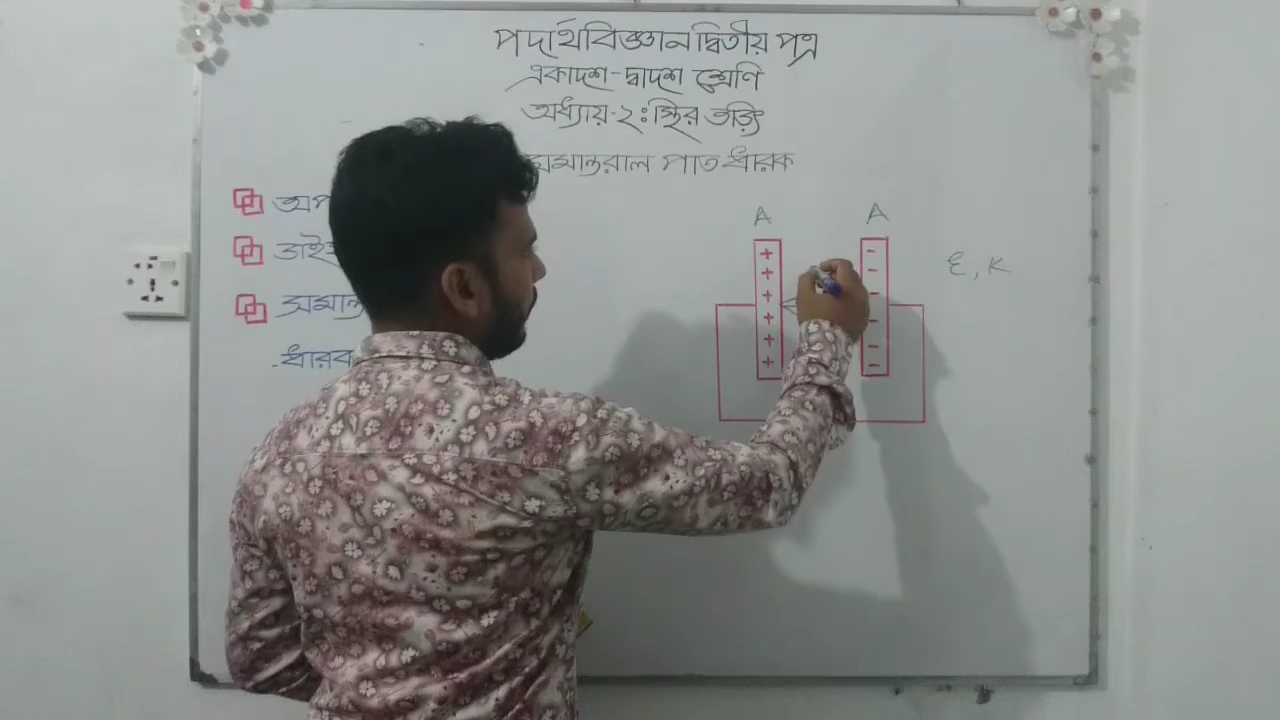 পদার্থবিজ্ঞান দ্বিতীয় পত্র
একাদশ-দ্বাদশ শ্রেণি
অধ্যায়-২ঃ স্থির তড়িৎ
সমান্তরাল পাত ধারক
A A
+ -
+ -
+ -
+ -
+ -
+ -
ε, K